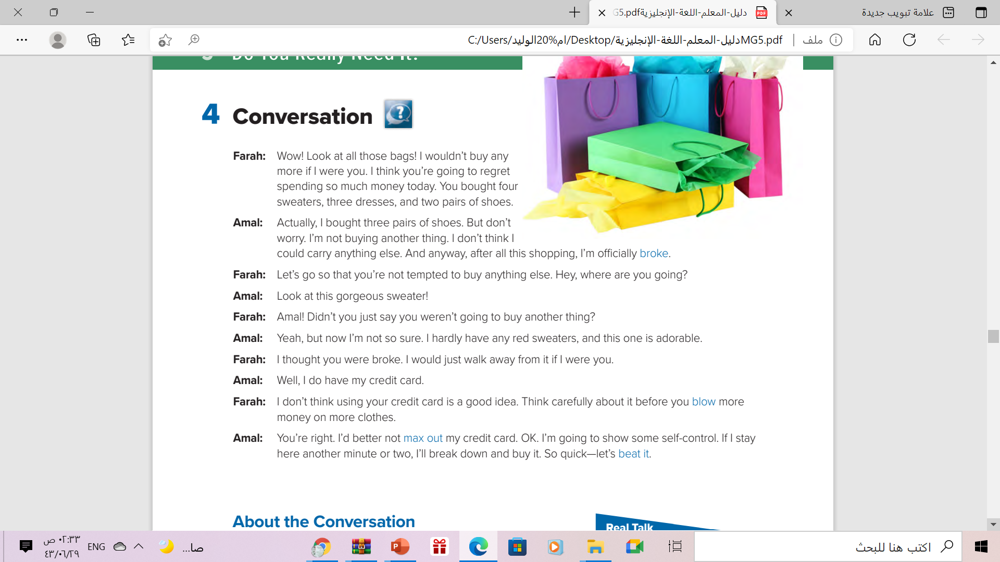 علامة تبويب جديدة
دليل-المعلم-اللغة-الإنجليزيةG5.pdf
PDF
ملف
C:/Users/ام%20الوليد/Desktop/دليل-المعلم-اللغة-الإنجليزيةMG5.pdf
Do You Really Need It?
4 Conversation
Farah: Wow! Look at all those bags! I wouldn’t buy any
more if I were you. I think you’re going to regret
spending so much money today. You bought four
sweaters, three dresses, and two pairs of shoes.
Amal: Actually, I bought three pairs of shoes. But don’t
worry. I’m not buying another thing. I don’t think I
could carry anything else. And anyway, after all this shopping, I’m officially broke.
Farah: Let’s go so that you’re not tempted to buy anything else. Hey, where are you going?
Amal: Look at this gorgeous sweater!
Farah: Amal! Didn’t you just say you weren’t going to buy another thing?
Amal: Yeah, but now I’m not so sure. I hardly have any red sweaters, and this one is adorable.
Farah: I thought you were broke. I would just walk away from it if I were you.
Amal: Well, I do have my credit card.
Farah: I don’t think using your credit card is a good idea. Think carefully about it before you blow more
money on more clothes.
Amal: You’re right. I’d better not max out my credit card. OK. I’m going to show some self-control. If I stay
here another minute or two, I’ll break down and buy it. So quick—let’s beat it.
About the Conversation
Real Talk
اكتب هنا للبحث
صا...
ENG
٠٢:٣٣ ص
٤٣/٠٦/٢٩